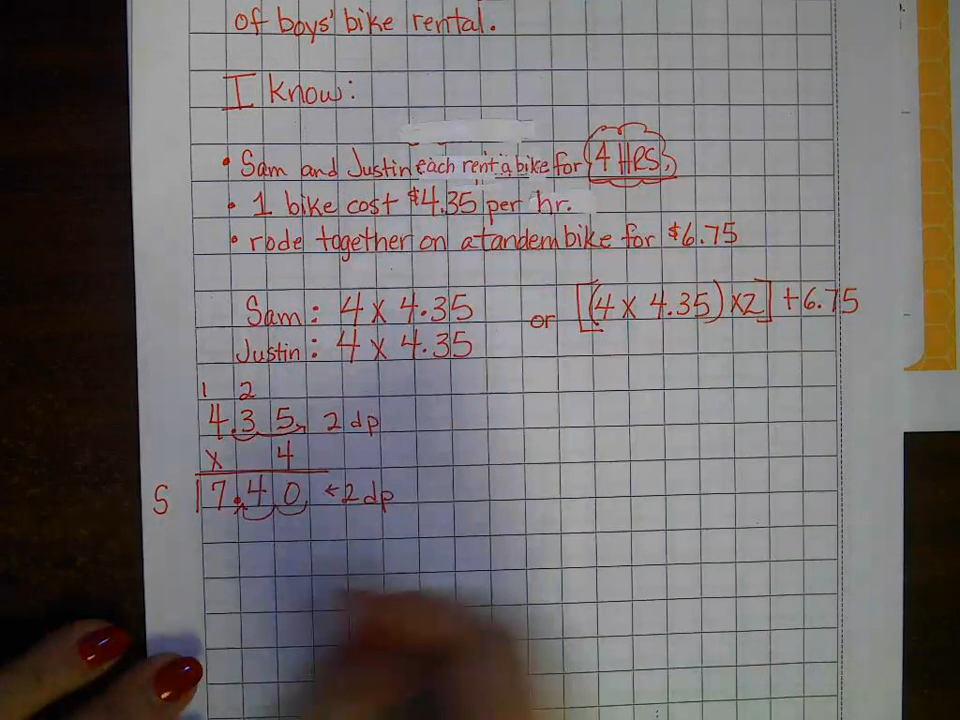 of boys' bike rental.
I know:
• Sam and Justin each rent a bike for 4 HRS.
• 1 bike cost $4.35 per hr.
• rode together on a tandem bike for $6.75
Sam: 4 x 4.35
or [(4 x 4.35) x2] + 6.75
Justin: 4 x 4.35
1 2
4.35 2 dp
x 4
S 17.40 ← 2 dp